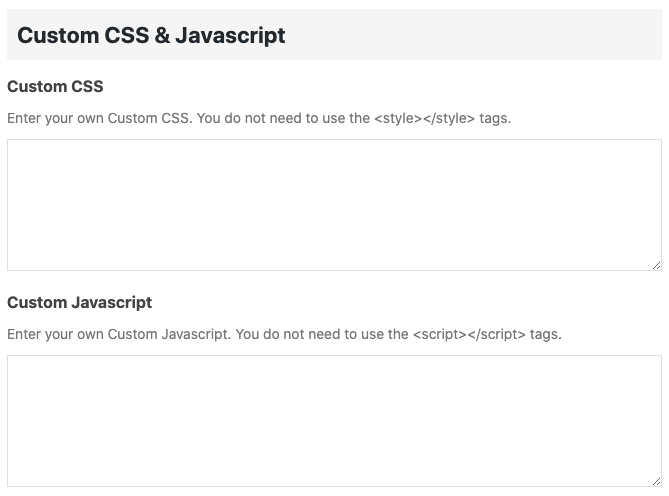 Custom CSS & Javascript
Custom CSS
Enter your own Custom CSS. You do not need to use the <style></style> tags.
Custom Javascript
Enter your own Custom Javascript. You do not need to use the <script></script> tags.